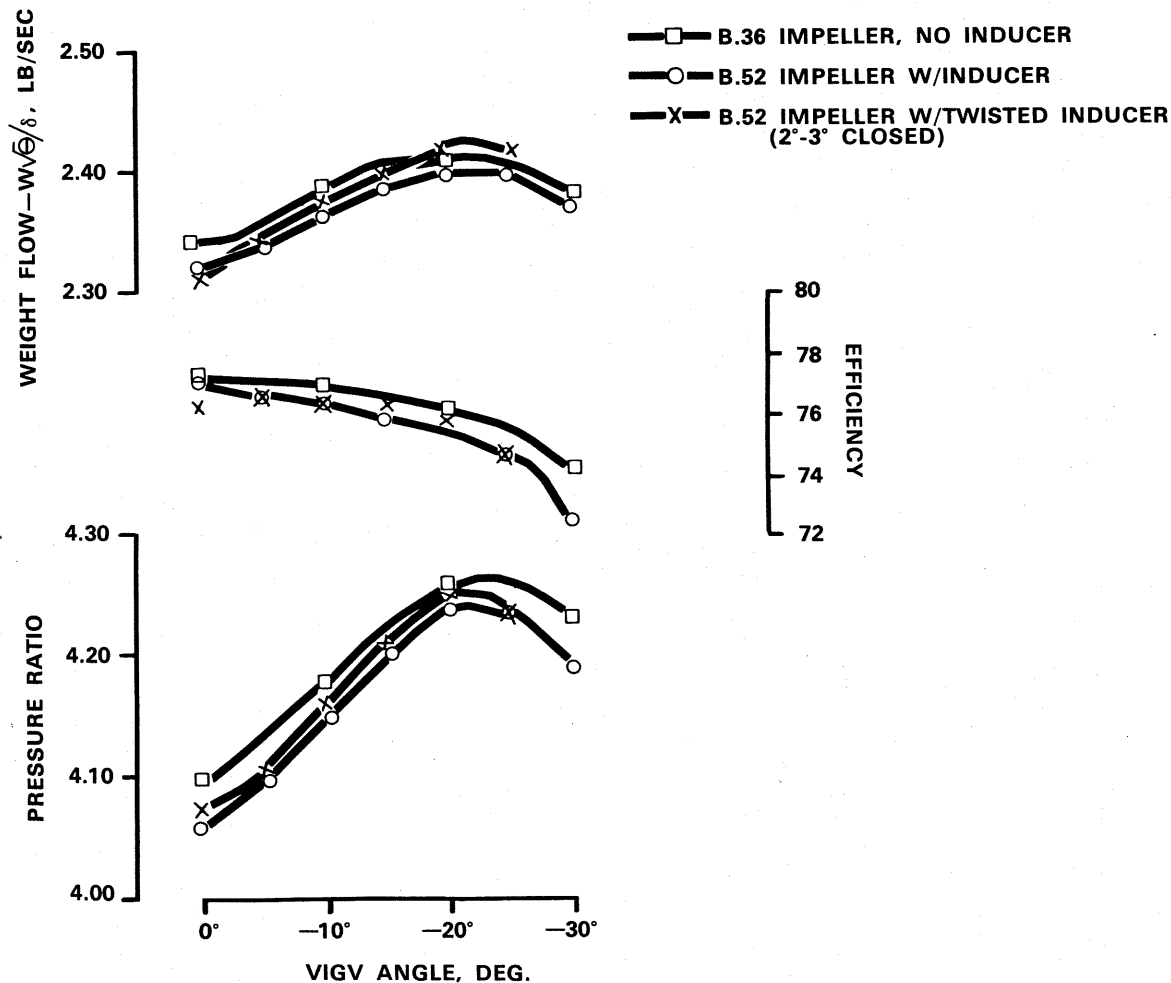 B.36 IMPELLER, NO INDUCER
B.52 IMPELLER W/INDUCER
B.52 IMPELLER W/TWISTED INDUCER
(2°-3° CLOSED)
WEIGHT FLOW—W√Θ/δ, LB/SEC
2.50
2.40
2.30
80
78
76
74
72
EFFICIENCY
PRESSURE RATIO
4.30
4.20
4.10
4.00
0° —10° —20° —30°
VIGV ANGLE, DEG.